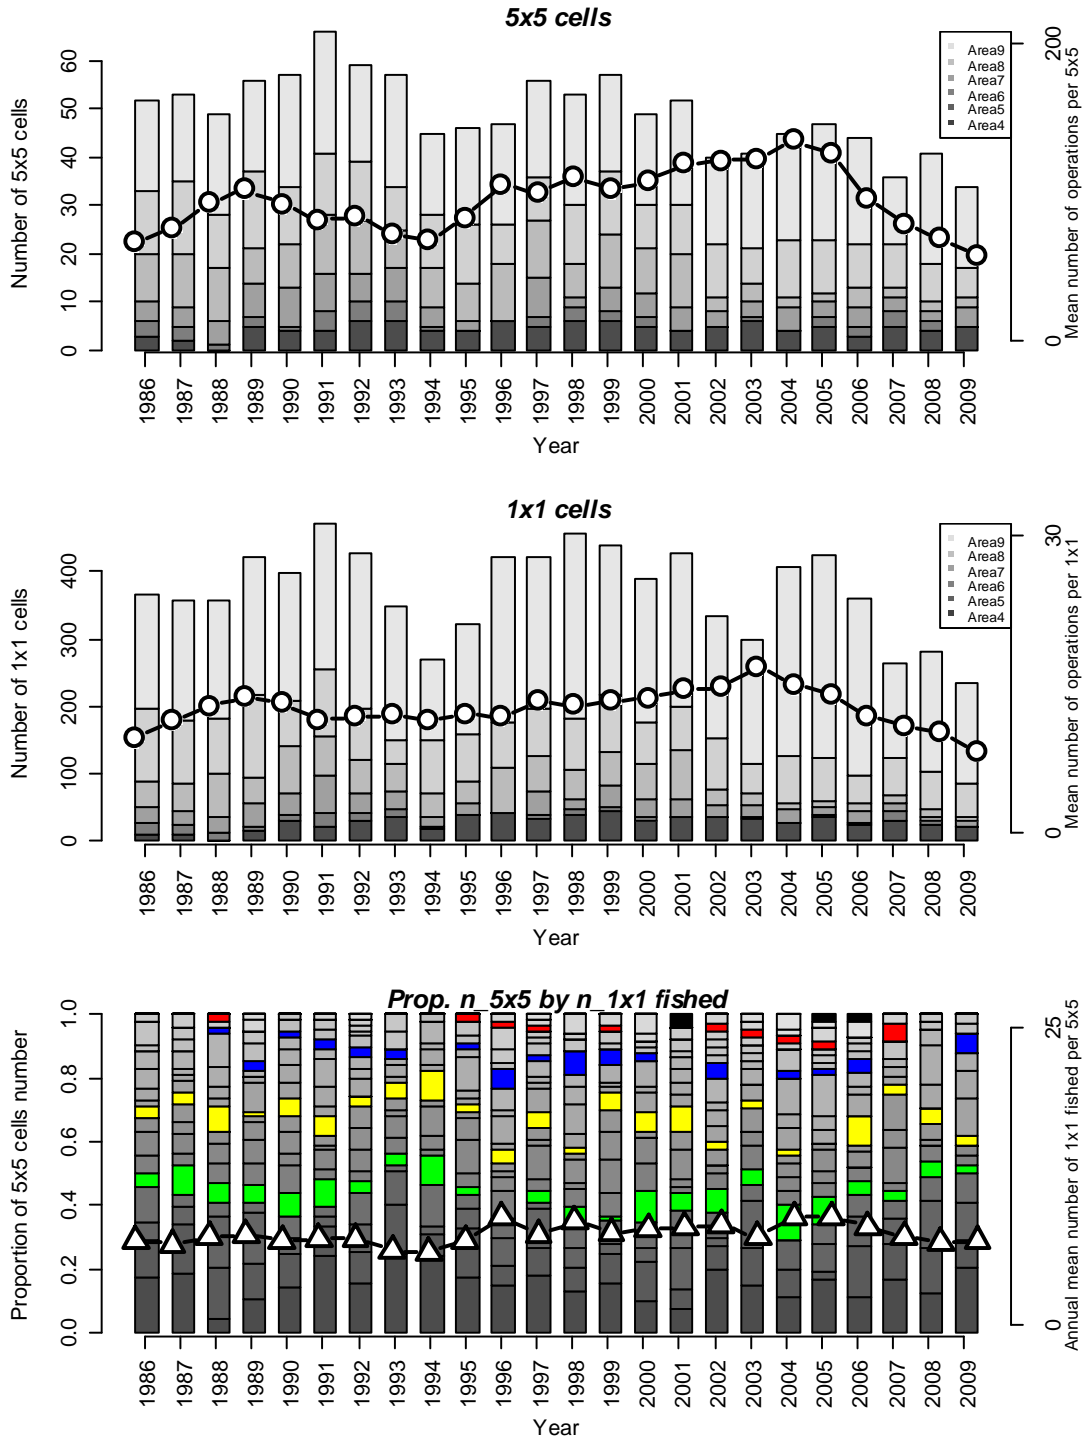 5x5 cells
Number of 5x5 cells
0 10 20 30 40 50 60
Area9
Area8
Area7
Area6
Area5
Area4
0 200
Mean number of operations per 5x5
1986 1987 1988 1989 1990 1991 1992 1993 1994 1995 1996 1997 1998 1999 2000 2001 2002 2003 2004 2005 2006 2007 2008 2009
Year
1x1 cells
Number of 1x1 cells
0 100 200 300 400
Area9
Area8
Area7
Area6
Area5
Area4
0 30
Mean number of operations per 1x1
1986 1987 1988 1989 1990 1991 1992 1993 1994 1995 1996 1997 1998 1999 2000 2001 2002 2003 2004 2005 2006 2007 2008 2009
Year
Prop. n_5x5 by n_1x1 fished
Proportion of 5x5 cells number
0.0 0.2 0.4 0.6 0.8 1.0
0 25
Annual mean number of 1x1 fished per 5x5
1986 1987 1988 1989 1990 1991 1992 1993 1994 1995 1996 1997 1998 1999 2000 2001 2002 2003 2004 2005 2006 2007 2008 2009
Year